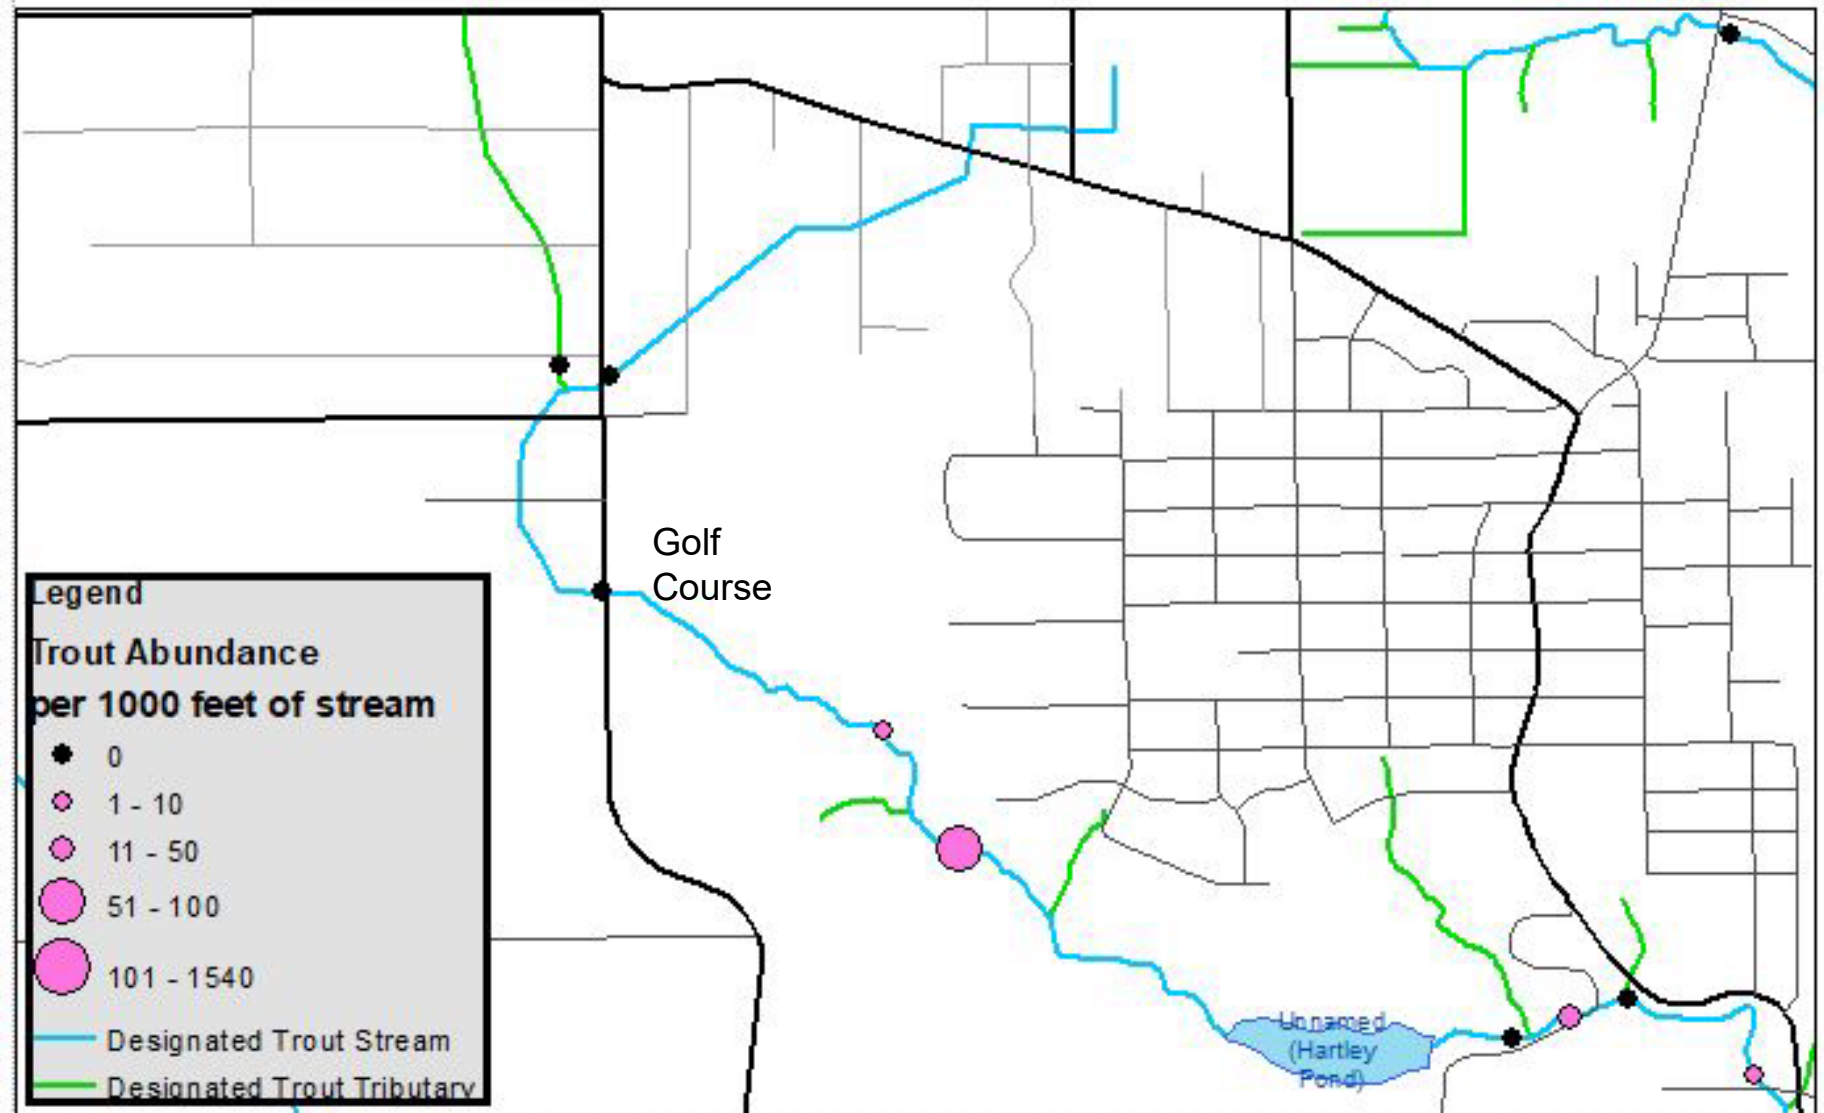 Golf
Course
Legend
Trout Abundance
per 1000 feet of stream
0
1 - 10
11 - 50
51 - 100
101 - 1540
Designated Trout Stream
Designated Trout Tributary
Unnamed
(Hartley
Pond)